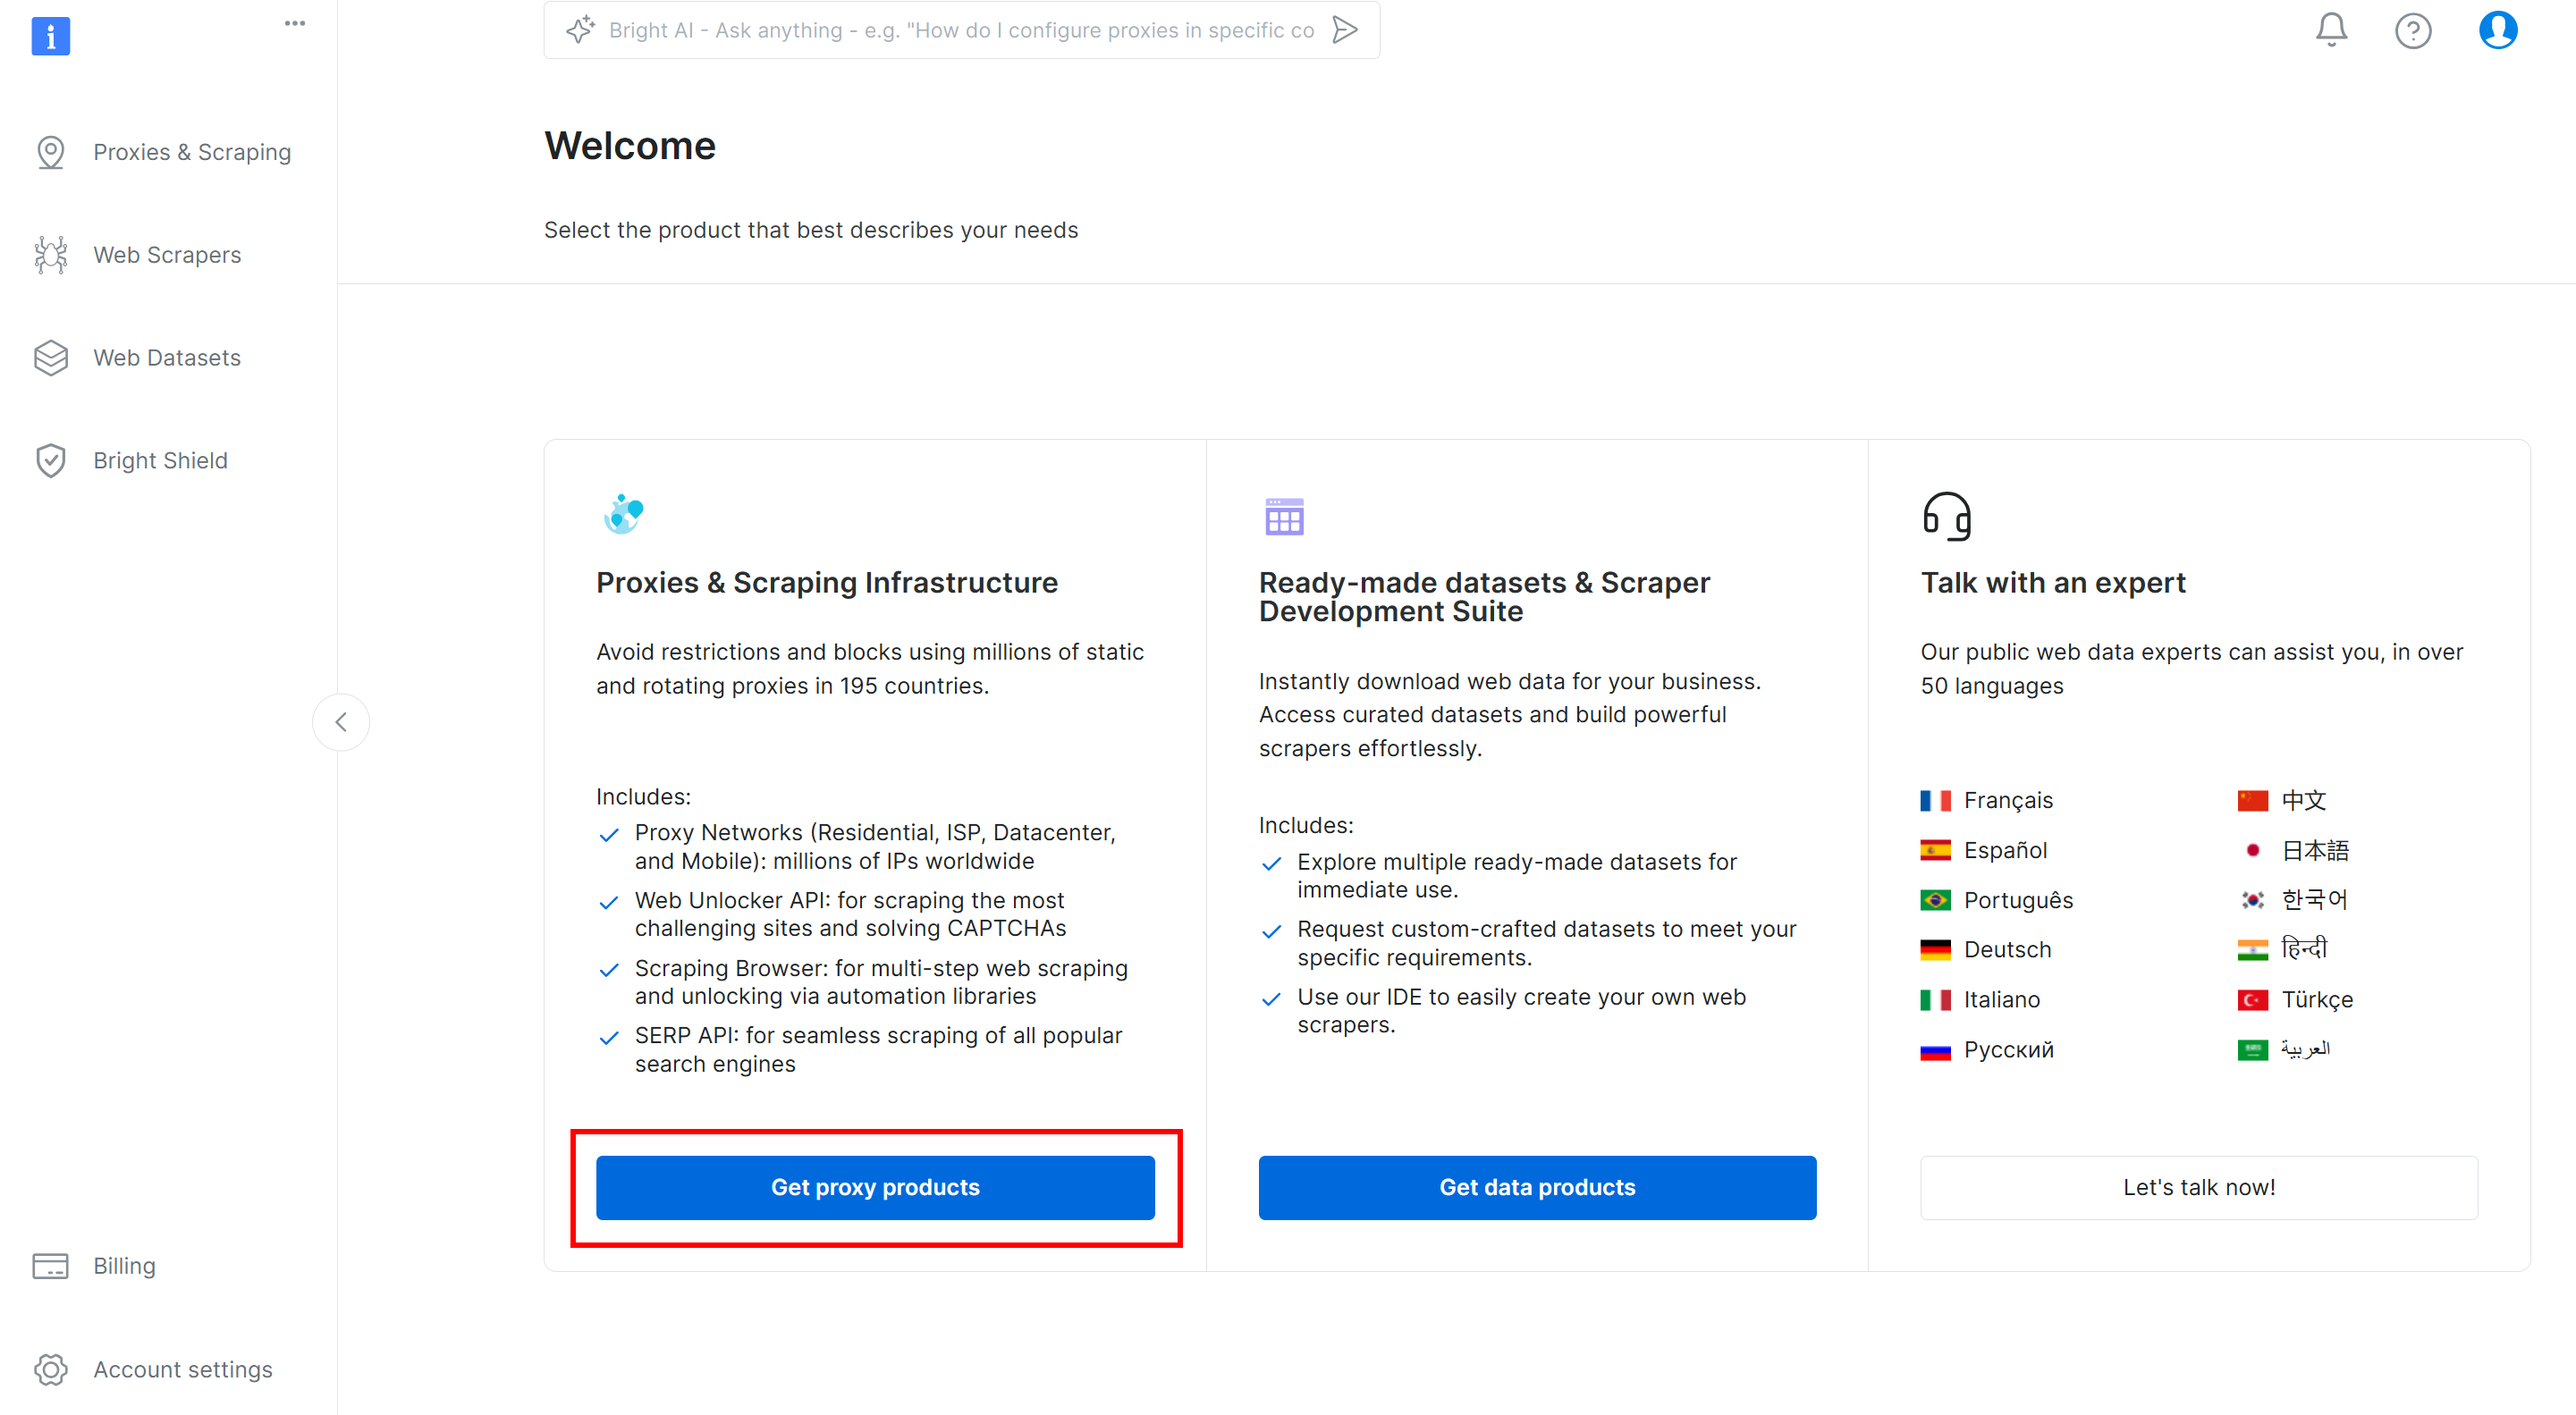 i
Bright AI - Ask anything - e.g. "How do I configure proxies in specific co
Proxies & Scraping
Web Scrapers
Web Datasets
Bright Shield
Billing
Account settings
Welcome
Select the product that best describes your needs
Proxies & Scraping Infrastructure
Avoid restrictions and blocks using millions of static
and rotating proxies in 195 countries.
Includes:
Proxy Networks (Residential, ISP, Datacenter,
and Mobile): millions of IPs worldwide
Web Unlocker API: for scraping the most
challenging sites and solving CAPTCHAs
Scraping Browser: for multi-step web scraping
and unlocking via automation libraries
SERP API: for seamless scraping of all popular
search engines
Get proxy products
Ready-made datasets & Scraper
Development Suite
Instantly download web data for your business.
Access curated datasets and build powerful
scrapers effortlessly.
Includes:
Explore multiple ready-made datasets for
immediate use.
Request custom-crafted datasets to meet your
specific requirements.
Use our IDE to easily create your own web
scrapers.
Get data products
Talk with an expert
Our public web data experts can assist you, in over
50 languages
Français
Español
Português
Deutsch
Italiano
Русский
中文
日本語
한국어
हिन्दी
Türkçe
العربية
Let's talk now!